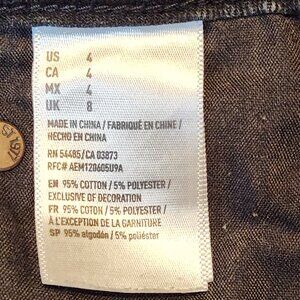 US 4
CA 4
MX 4
UK 8
MADE IN CHINA / FABRIQUÉ EN CHINE /
HECHO EN CHINA
RN 54485/CA 03873
RFC# AEM120605U9A
EN 95% COTTON / 5% POLYESTER /
EXCLUSIVE OF DECORATION
FR 95% COTON / 5% POLYESTER /
À L'EXCEPTION DE LA GARNITURE
SP 95% algodón / 5% poliéster